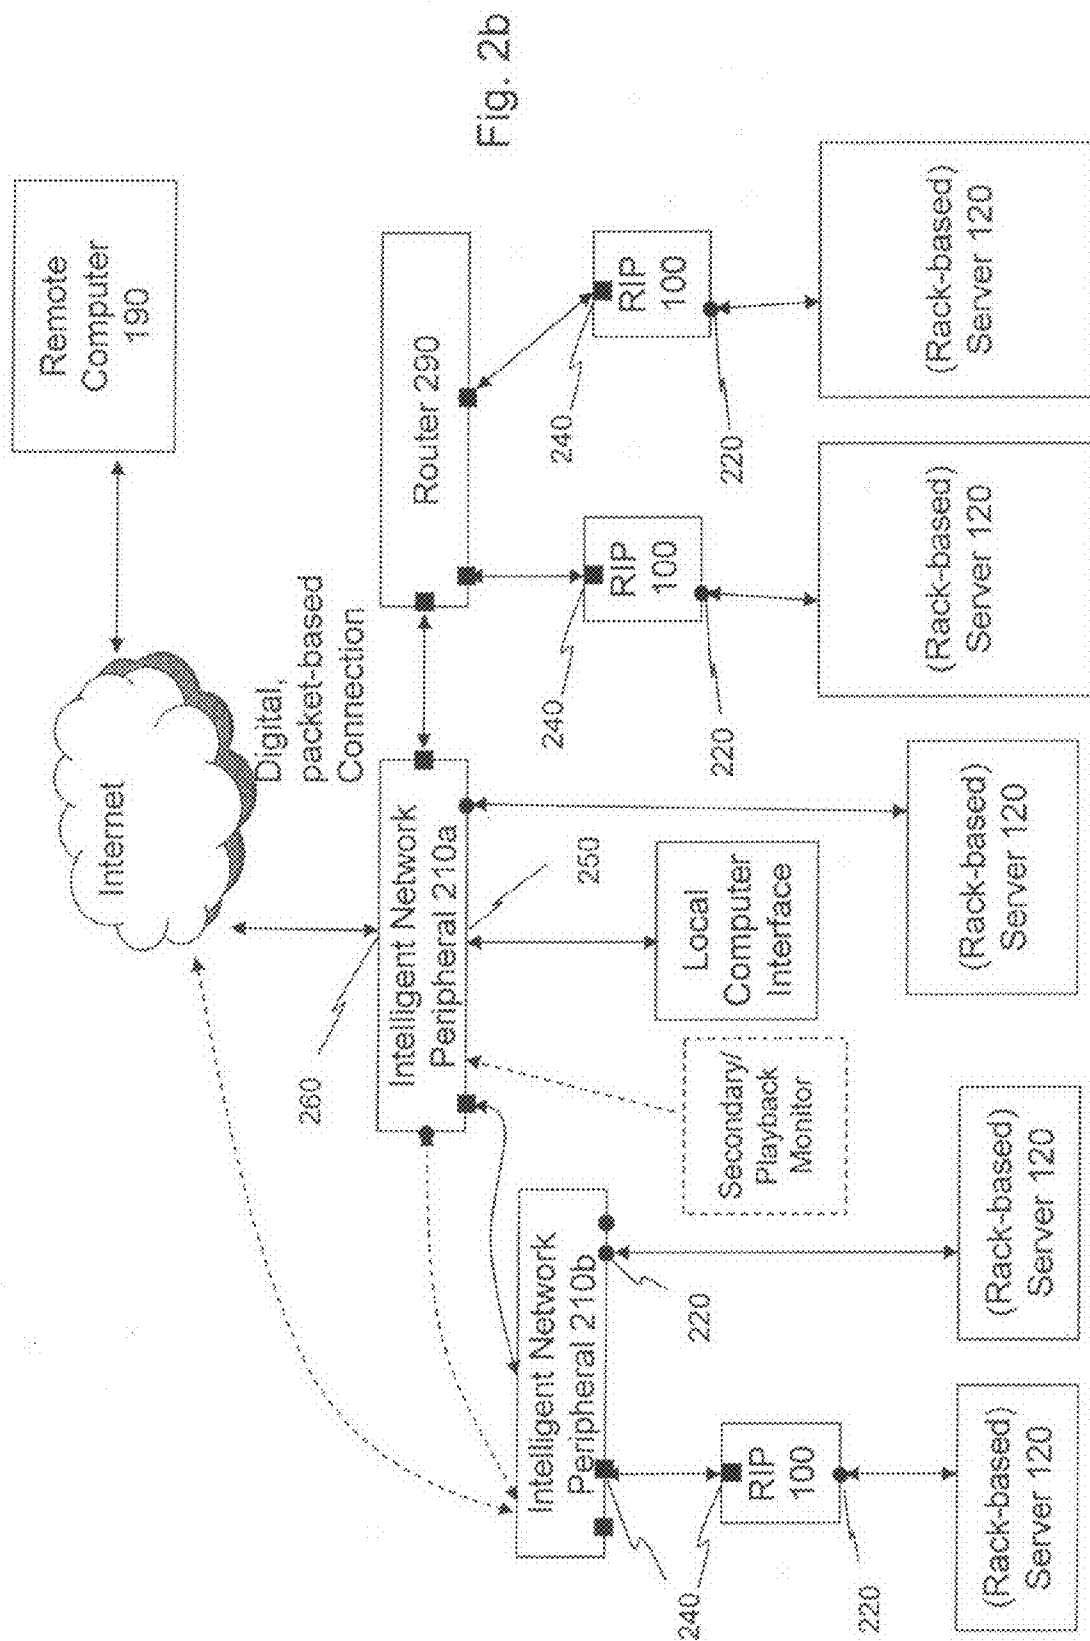 Remote
Computer
190
Internet
Digital,
packet-based
Connection
260
Intelligent Network
Peripheral 210a
Router 290
Fig. 2b
Intelligent Network
Peripheral 210b
250
240
240
RIP
100
RIP
100
Secondary/
Playback
Monitor
Local
Computer
Interface
220
220
220
240
RIP
100
220
(Rack-based)
Server 120
(Rack-based)
Server 120
(Rack-based)
Server 120
(Rack-based)
Server 120
(Rack-based)
Server 120